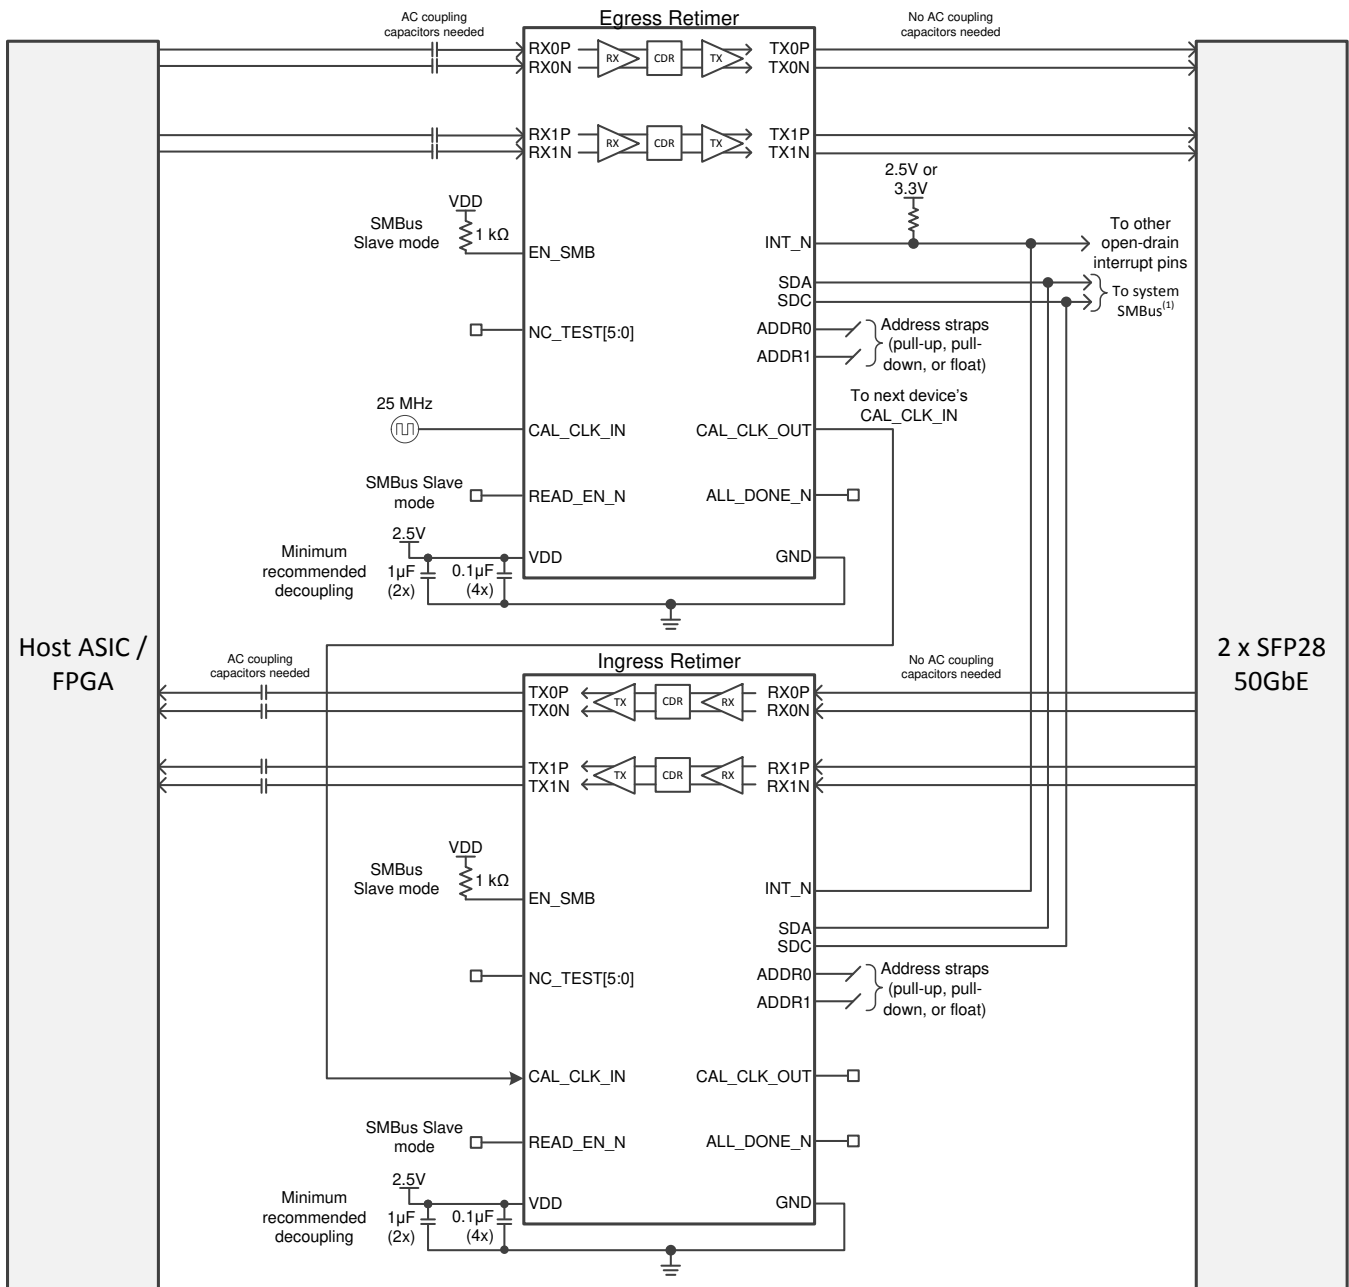 AC coupling
capacitors needed
Egress Retimer
No AC coupling
capacitors needed
RX0P
RX0N
RX
CDR
TX
TX0P
TX0N
RX1P
RX1N
RX
CDR
TX
TX1P
TX1N
2.5V or
3.3V
VDD
SMBus
Slave mode
1 kΩ
EN_SMB
INT_N
To other
open-drain
interrupt pins
SDA
SDC
To system
SMBus(1)
NC_TEST[5:0]
ADDR0
ADDR1
Address straps
(pull-up, pull-
down, or float)
To next device's
CAL_CLK_IN
25 MHz
CAL_CLK_IN
CAL_CLK_OUT
SMBus Slave
mode
READ_EN_N
ALL_DONE_N
2.5V
Minimum
recommended
decoupling
1µF
(2x)
0.1µF
(4x)
VDD
GND
Host ASIC /
FPGA
2 x SFP28
50GbE
AC coupling
capacitors needed
Ingress Retimer
No AC coupling
capacitors needed
TX0P
TX0N
TX
CDR
RX
RX0P
RX0N
TX1P
TX1N
TX
CDR
RX
RX1P
RX1N
VDD
SMBus
Slave mode
1 kΩ
EN_SMB
INT_N
SDA
SDC
NC_TEST[5:0]
ADDR0
ADDR1
Address straps
(pull-up, pull-
down, or float)
CAL_CLK_IN
CAL_CLK_OUT
SMBus Slave
mode
READ_EN_N
ALL_DONE_N
2.5V
Minimum
recommended
decoupling
1µF
(2x)
0.1µF
(4x)
VDD
GND